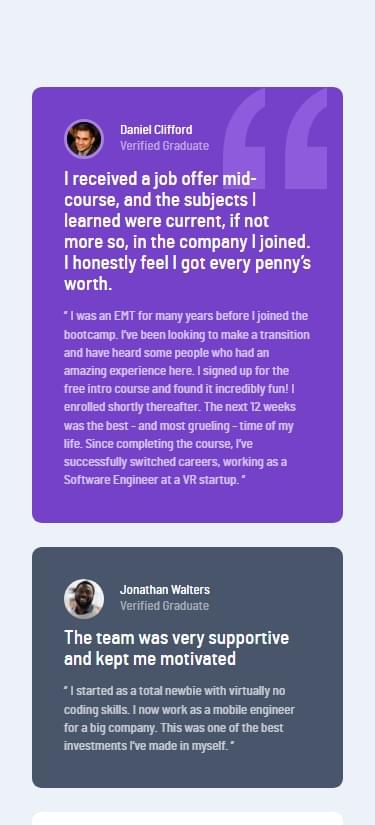 Daniel Clifford
Verified Graduate
I received a job offer mid-
course, and the subjects I
learned were current, if not
more so, in the company I joined.
I honestly feel I got every penny’s
worth.
“ I was an EMT for many years before I joined the
bootcamp. I’ve been looking to make a transition
and have heard some people who had an
amazing experience here. I signed up for the
free intro course and found it incredibly fun! I
enrolled shortly thereafter. The next 12 weeks
was the best - and most grueling - time of my
life. Since completing the course, I’ve
successfully switched careers, working as a
Software Engineer at a VR startup. ”
Jonathan Walters
Verified Graduate
The team was very supportive
and kept me motivated
“ I started as a total newbie with virtually no
coding skills. I now work as a mobile engineer
for a big company. This was one of the best
investments I’ve made in myself. ”